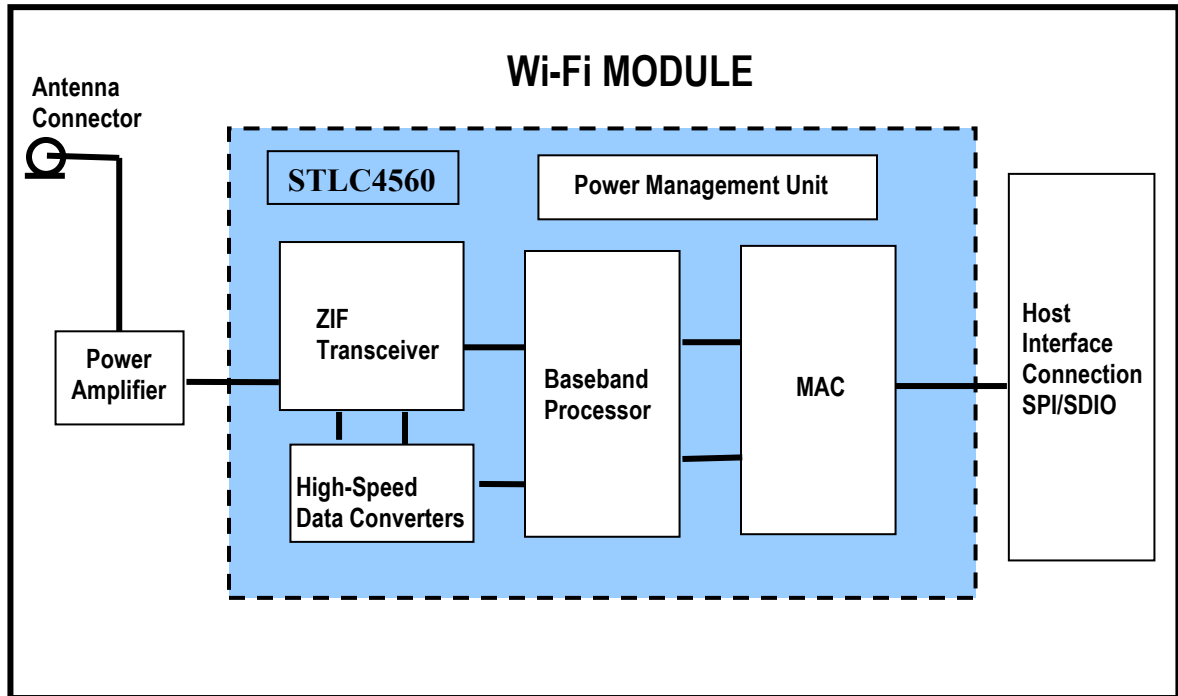 Wi-Fi MODULE
Antenna
Connector
STLC4560
Power Management Unit
ZIF
Transceiver
Power
Amplifier
Baseband
Processor
MAC
Host
Interface
Connection
SPI/SDIO
High-Speed
Data Converters